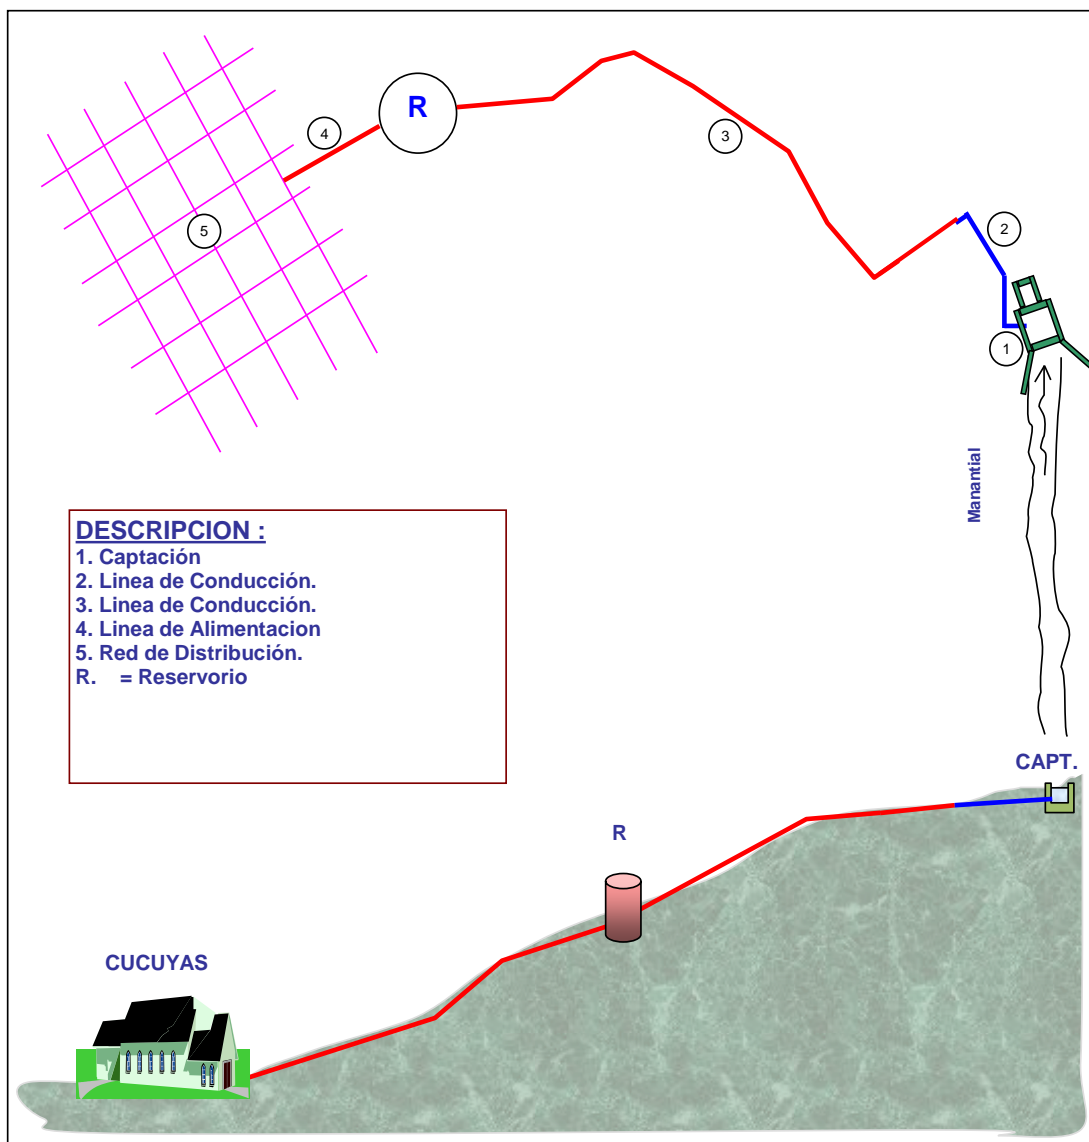 R
4
3
5
2
1
Manantial
DESCRIPCION :
1. Captación
2. Linea de Conducción.
3. Linea de Conducción.
4. Linea de Alimentacion
5. Red de Distribución.
R. = Reservorio
CAPT.
R
CUCUYAS